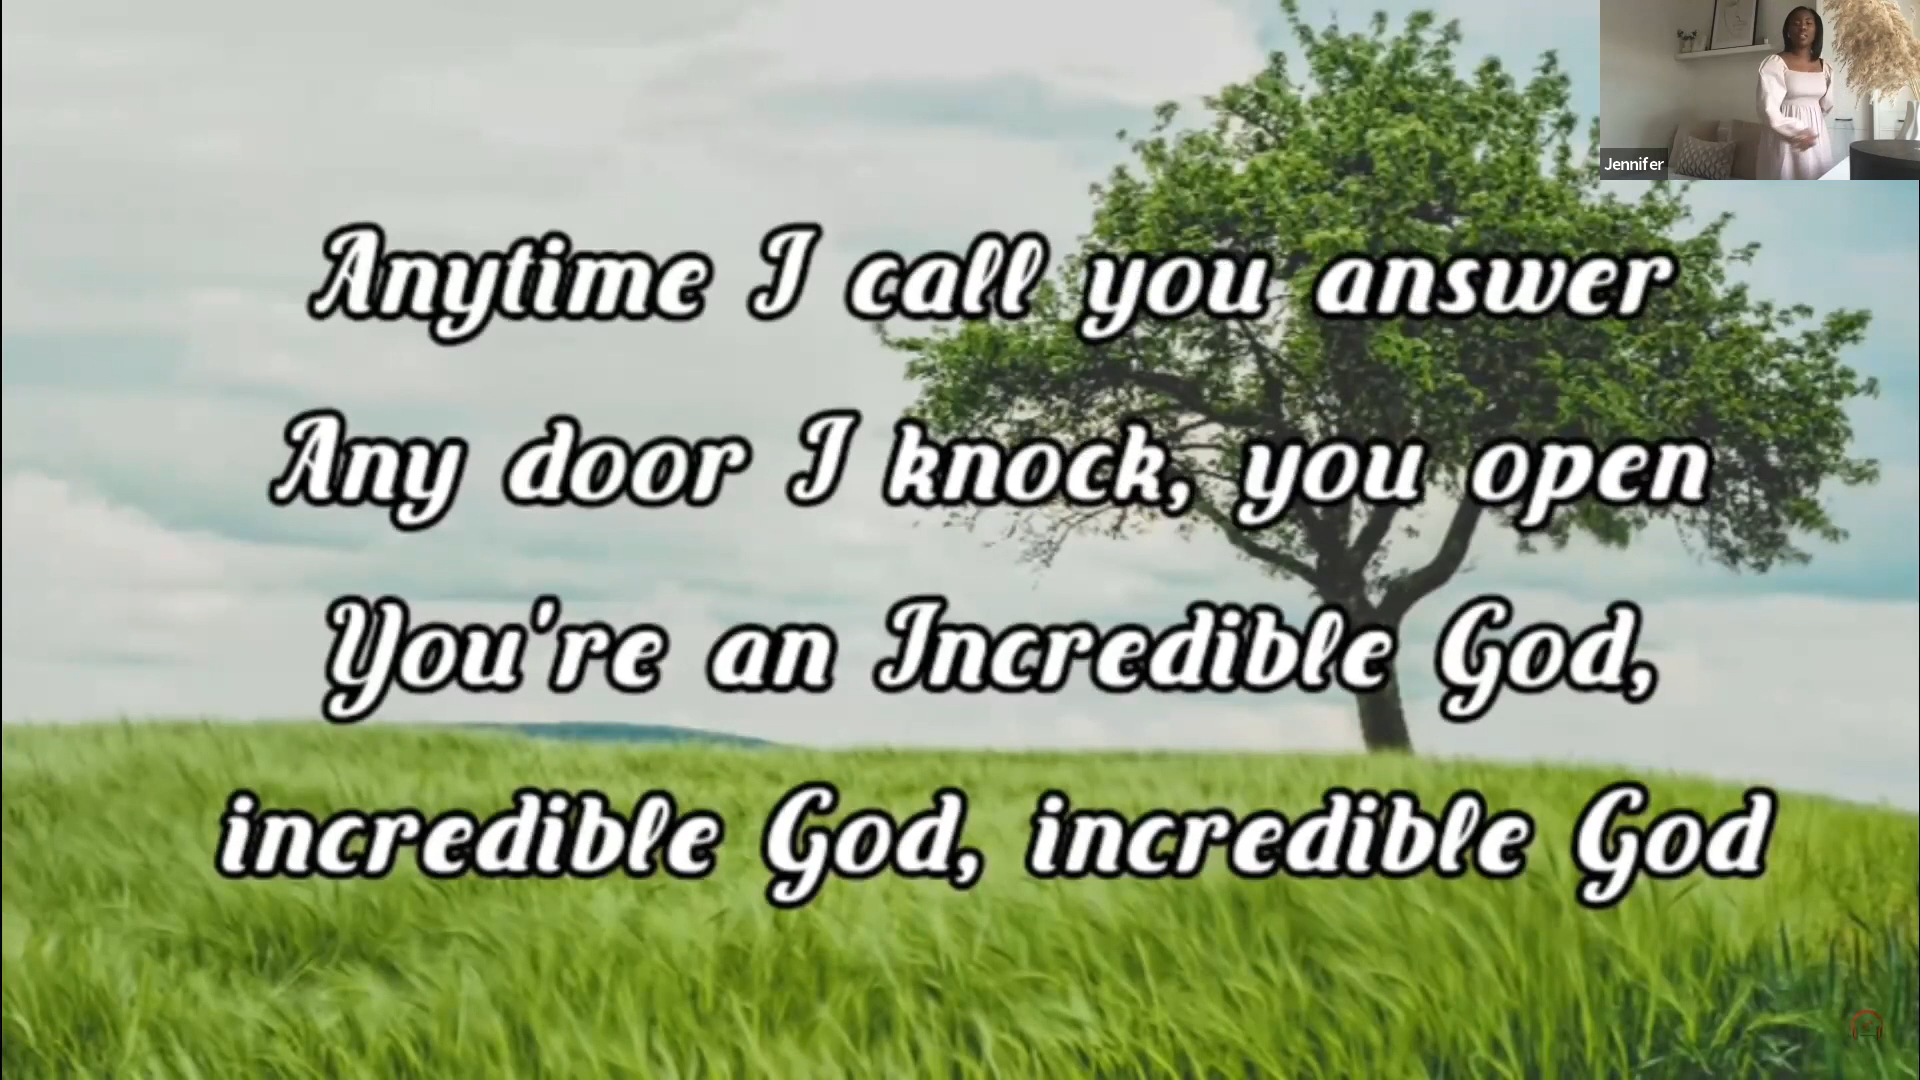 Jennifer
Anytime I call you answer
Any door I knock, you open
You're an Incredible God,
incredible God, incredible God